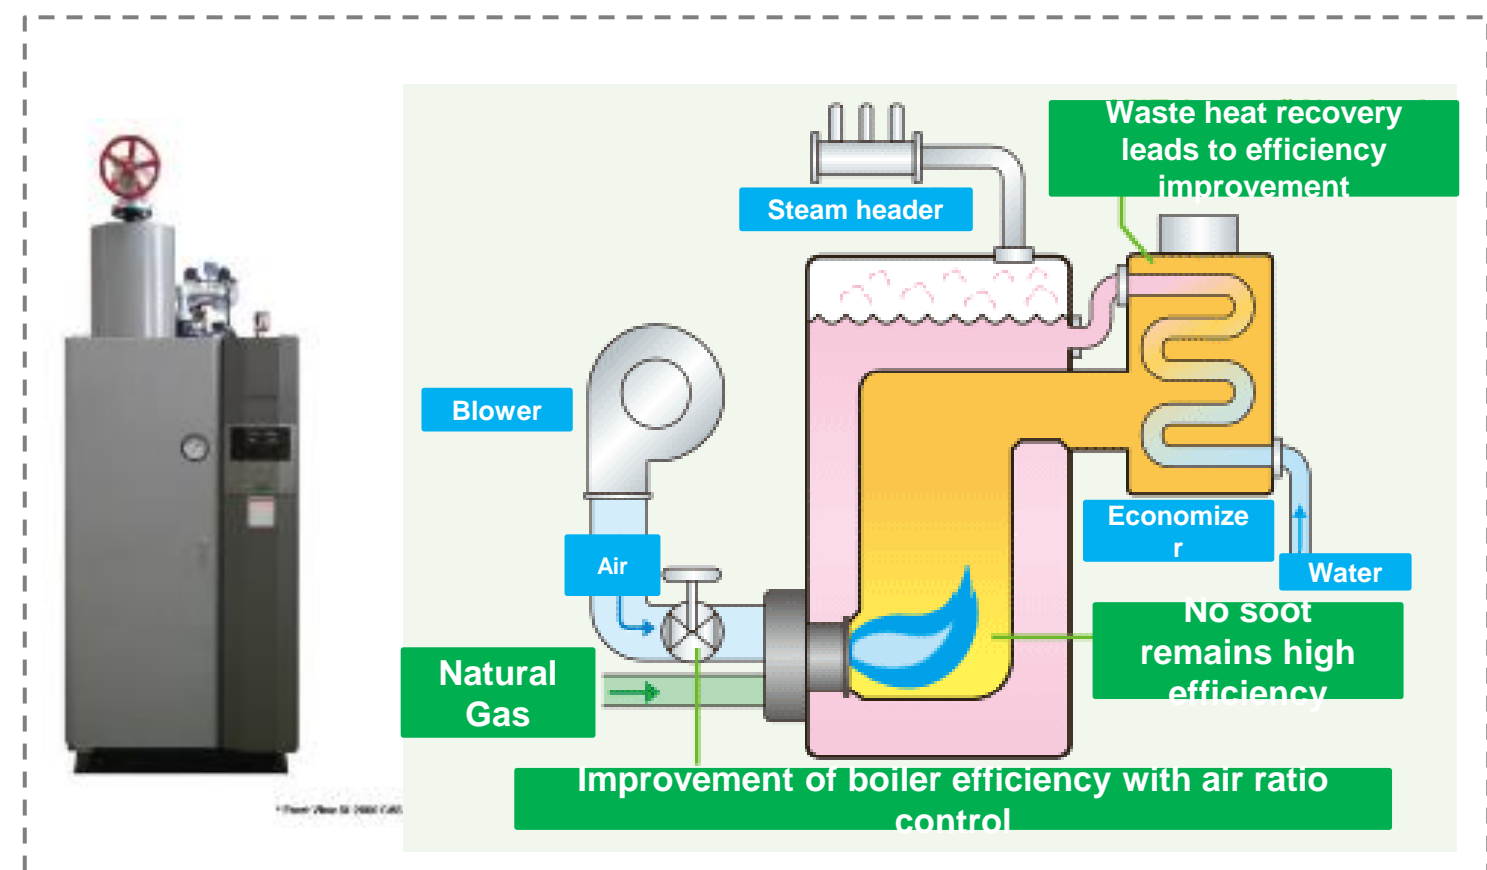 Waste heat recovery
leads to efficiency
improvement
Steam header
Blower
Economize
r
Air
Water
No soot
remains high
efficiency
Natural
Gas
Improvement of boiler efficiency with air ratio
control